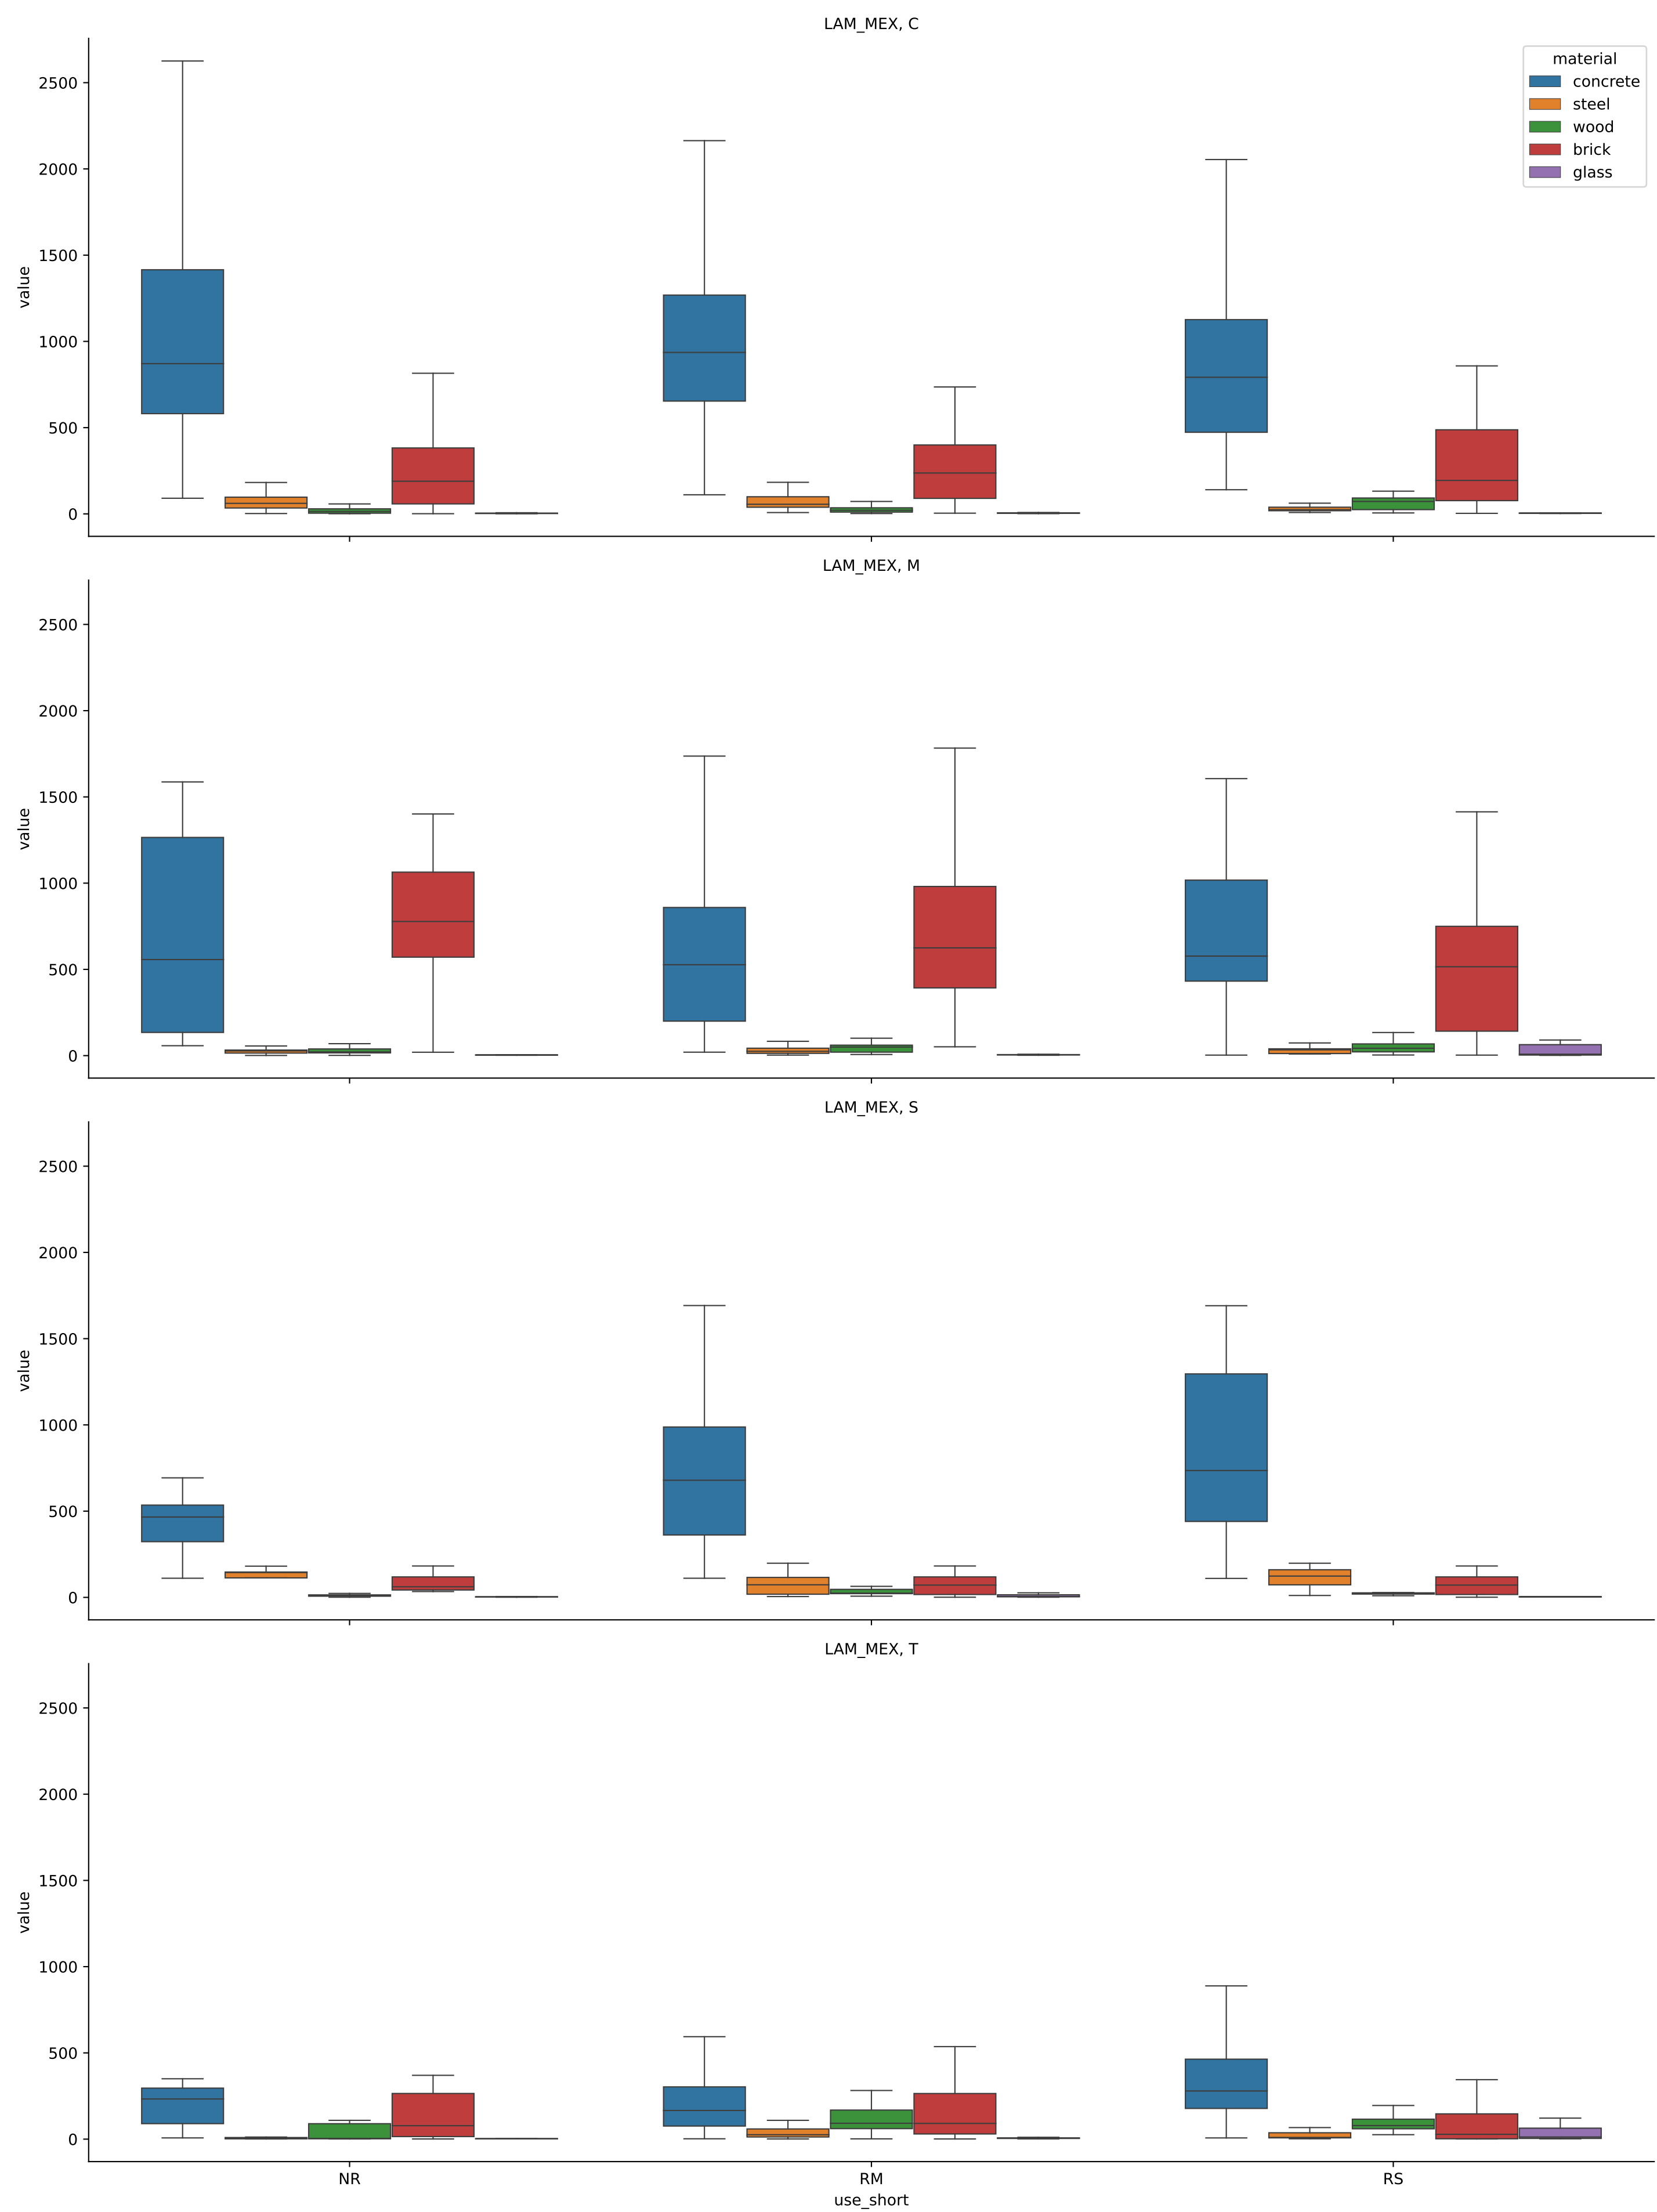 LAM_MEX, C
2500
2000
1500
1000
500
0
value
material
concrete
steel
wood
brick
glass
LAM_MEX, M
2500
2000
1500
1000
500
0
value
LAM_MEX, S
2500
2000
1500
1000
500
0
value
LAM_MEX, T
2500
2000
1500
1000
500
0
value
NR RM RS
use_short